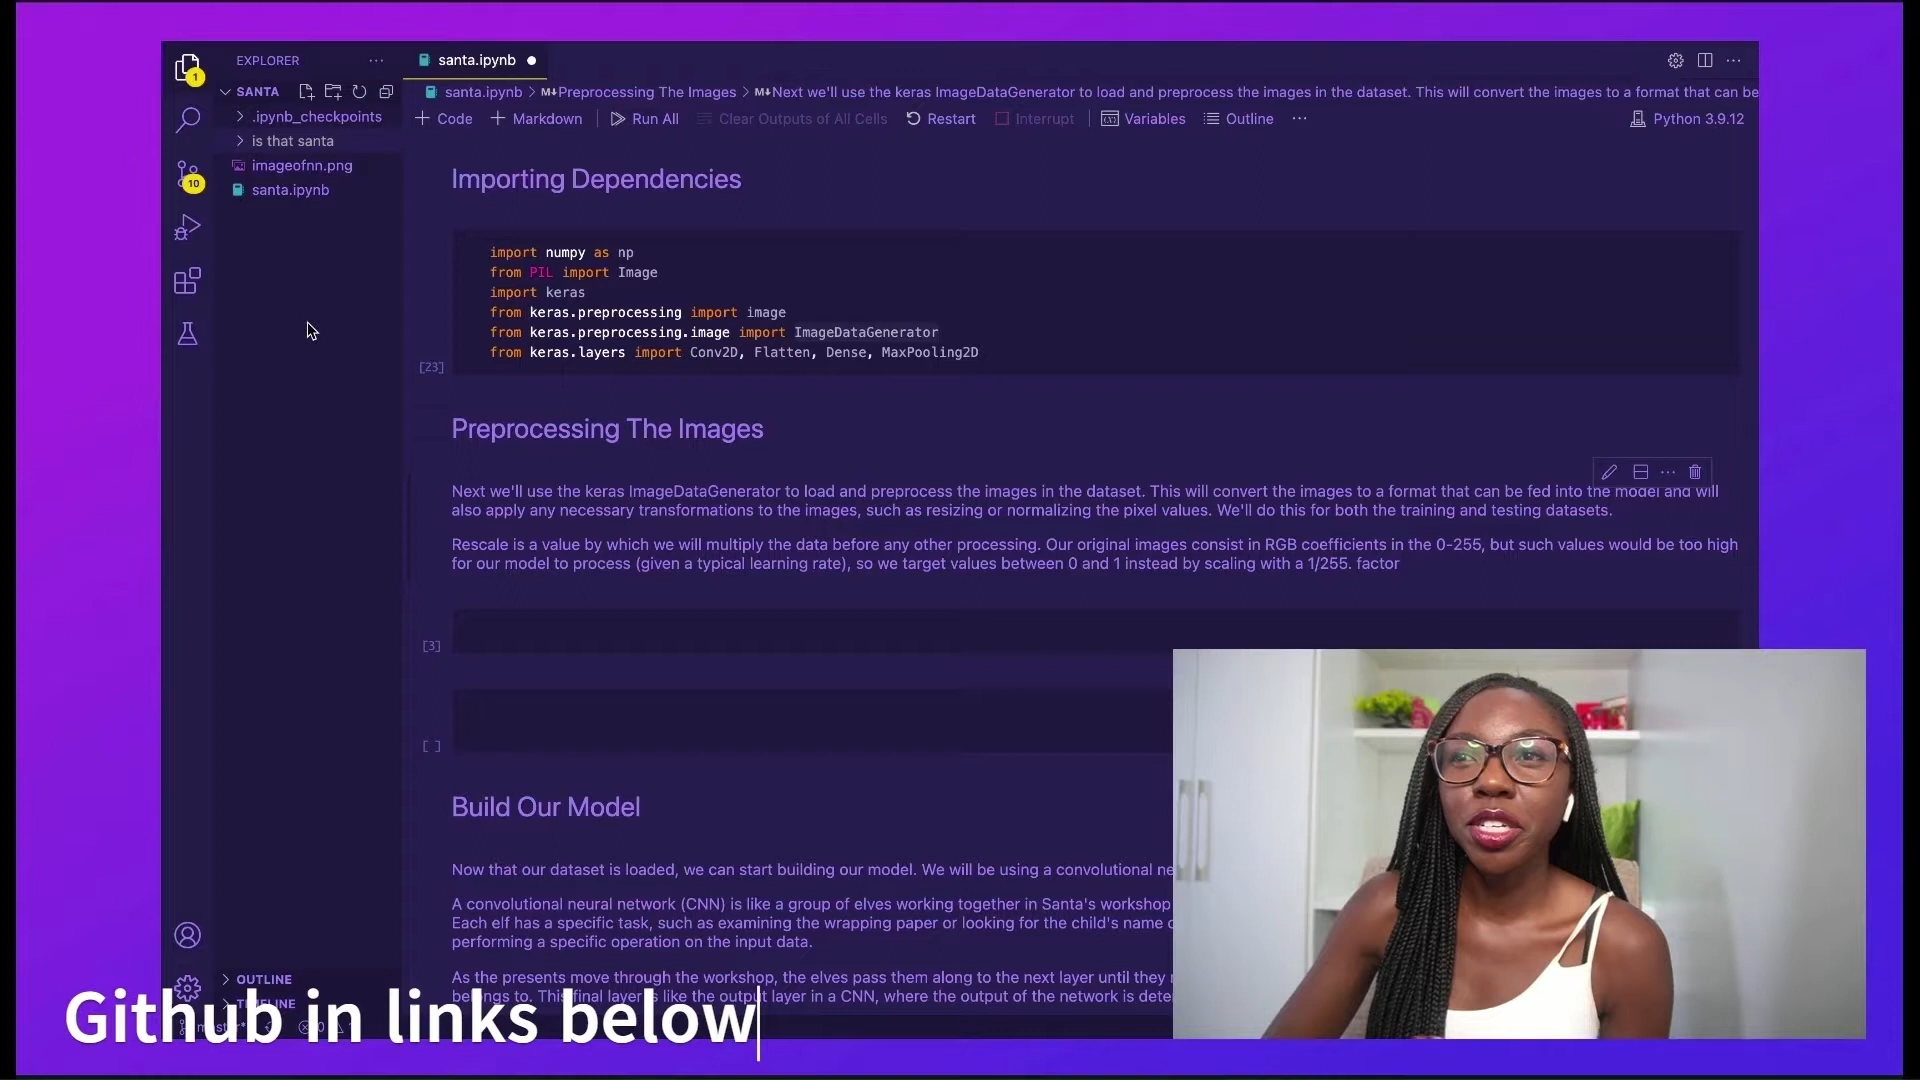 EXPLORER
santa.ipynb
1
SANTA
santa.ipynb > M↓Preprocessing The Images > M↓Next we'll use the keras ImageDataGenerator to load and preprocess the images in the dataset. This will convert the images to a format that can be
.ipynb_checkpoints
Code Markdown Run All Clear Outputs of All Cells Restart Interrupt Variables Outline ··· Python 3.9.12
is that santa
imageofnn.png
10
santa.ipynb
Importing Dependencies
import numpy as np
from PIL import Image
import keras
from keras.preprocessing import image
from keras.preprocessing.image import ImageDataGenerator
from keras.layers import Conv2D, Flatten, Dense, MaxPooling2D
[23]
Preprocessing The Images
Next we'll use the keras ImageDataGenerator to load and preprocess the images in the dataset. This will convert the images to a format that can be fed into the model and will
also apply any necessary transformations to the images, such as resizing or normalizing the pixel values. We'll do this for both the training and testing datasets.
Rescale is a value by which we will multiply the data before any other processing. Our original images consist in RGB coefficients in the 0-255, but such values would be too high
for our model to process (given a typical learning rate), so we target values between 0 and 1 instead by scaling with a 1/255. factor
[3]
[ ]
Build Our Model
Now that our dataset is loaded, we can start building our model. We will be using a convolutional ne
A convolutional neural network (CNN) is like a group of elves working together in Santa's workshop
Each elf has a specific task, such as examining the wrapping paper or looking for the child's name
performing a specific operation on the input data.
As the presents move through the workshop, the elves pass them along to the next layer until they
belongs to. This final layer is like the output layer in a CNN, where the output of the network is dete
OUTLINE
TIMELINE
Github in links below